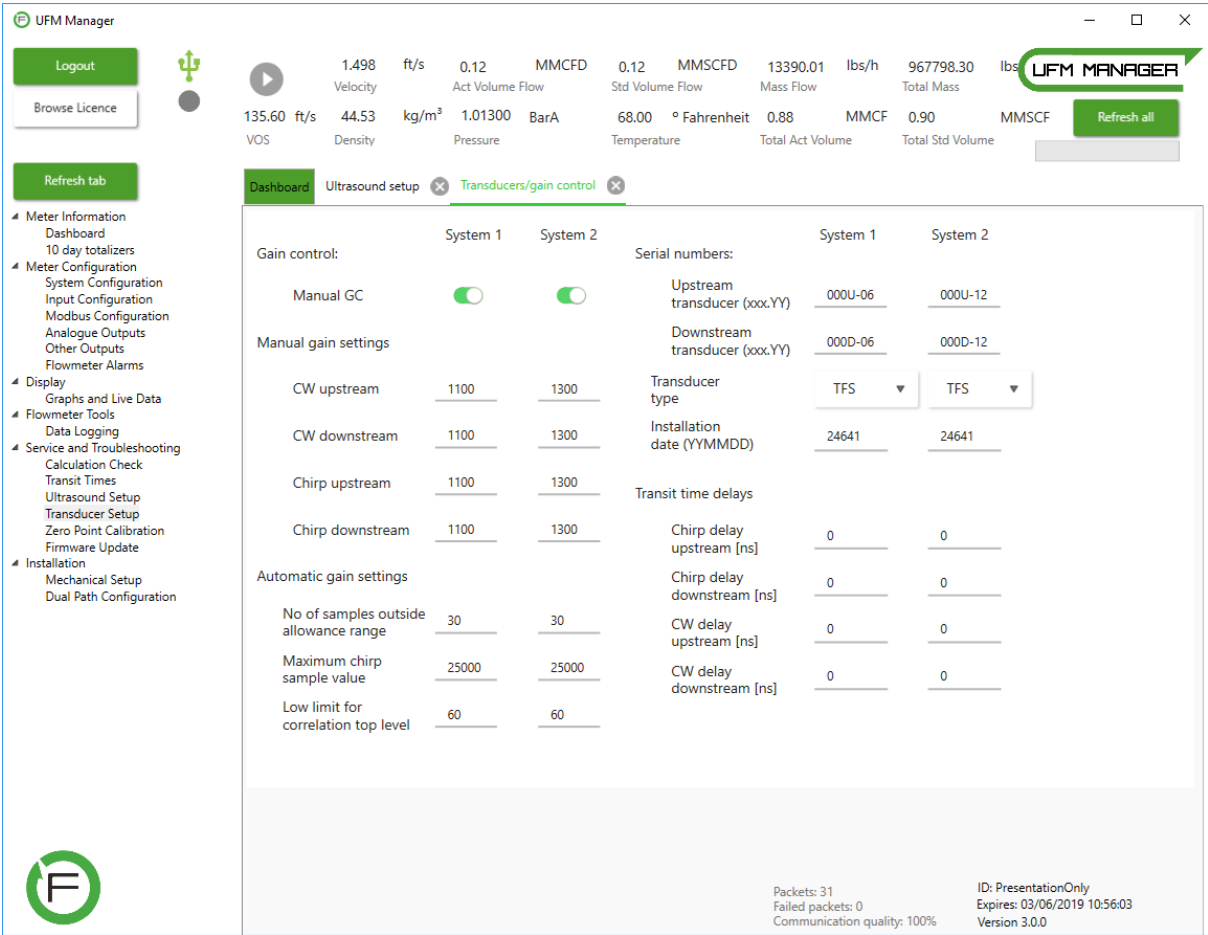 UFM Manager
Logout
Browse Licence
1.498 ft/s 0.12 MMCFD 0.12 MMSCFD 13390.01 lbs/h 967798.30 lbs
Velocity Act Volume Flow Std Volume Flow Mass Flow Total Mass
UFM MANAGER
135.60 ft/s 44.53 kg/m³ 1.01300 BarA 68.00 º Fahrenheit 0.88 MMCF 0.90 MMSCF
VOS Density Pressure Temperature Total Act Volume Total Std Volume
Refresh all
Refresh tab
Meter Information
Dashboard
10 day totalizers
Meter Configuration
System Configuration
Input Configuration
Modbus Configuration
Analogue Outputs
Other Outputs
Flowmeter Alarms
Display
Graphs and Live Data
Flowmeter Tools
Data Logging
Service and Troubleshooting
Calculation Check
Transit Times
Ultrasound Setup
Transducer Setup
Zero Point Calibration
Firmware Update
Installation
Mechanical Setup
Dual Path Configuration
F
Dashboard Ultrasound setup Transducers/gain control
System 1 System 2
Gain control:
Manual GC
Manual gain settings
CW upstream 1100 1300
CW downstream 1100 1300
Chirp upstream 1100 1300
Chirp downstream 1100 1300
Automatic gain settings
No of samples outside
allowance range 30 30
Maximum chirp
sample value 25000 25000
Low limit for
correlation top level 60 60
System 1 System 2
Serial numbers:
Upstream
transducer (xxx.YY) 000U-06 000U-12
Downstream
transducer (xxx.YY) 000D-06 000D-12
Transducer
type TFS TFS
Installation
date (YYMMDD) 24641 24641
Transit time delays
Chirp delay
upstream [ns] 0 0
Chirp delay
downstream [ns] 0 0
CW delay
upstream [ns] 0 0
CW delay
downstream [ns] 0 0
Packets: 31
Failed packets: 0
Communication quality: 100%
ID: PresentationOnly
Expires: 03/06/2019 10:56:03
Version 3.0.0